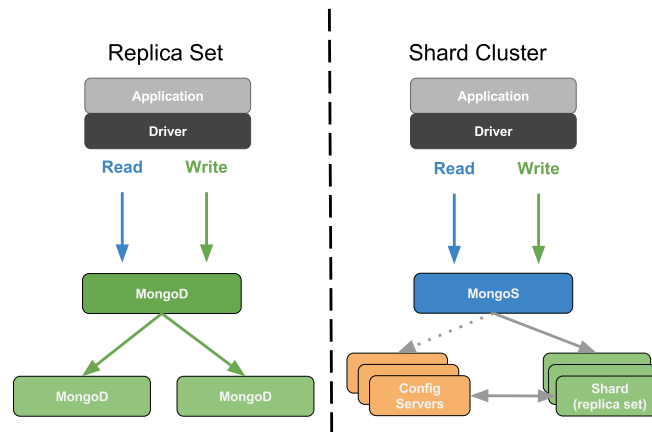 Replica Set
Application
Driver
Read Write
MongoD
MongoD MongoD
Shard Cluster
Application
Driver
Read Write
MongoS
Config
Servers
Shard
(replica set)